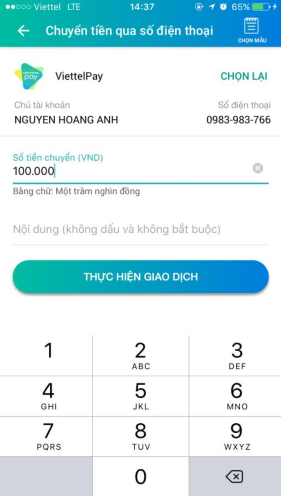 Viettel LTE 14:37 65%
Chuyển tiền qua số điện thoại
CHỌN MẪU
pay
ViettelPay CHỌN LẠI
Chủ tài khoản Số điện thoại
NGUYEN HOANG ANH 0983-983-766
Số tiền chuyển (VND)
100.000
Bằng chữ: Một trăm nghìn đồng
Nội dung (không dấu và không bắt buộc)
THỰC HIỆN GIAO DỊCH
1 2 3
ABC DEF
4 5 6
GHI JKL MNO
7 8 9
PQRS TUV WXYZ
0